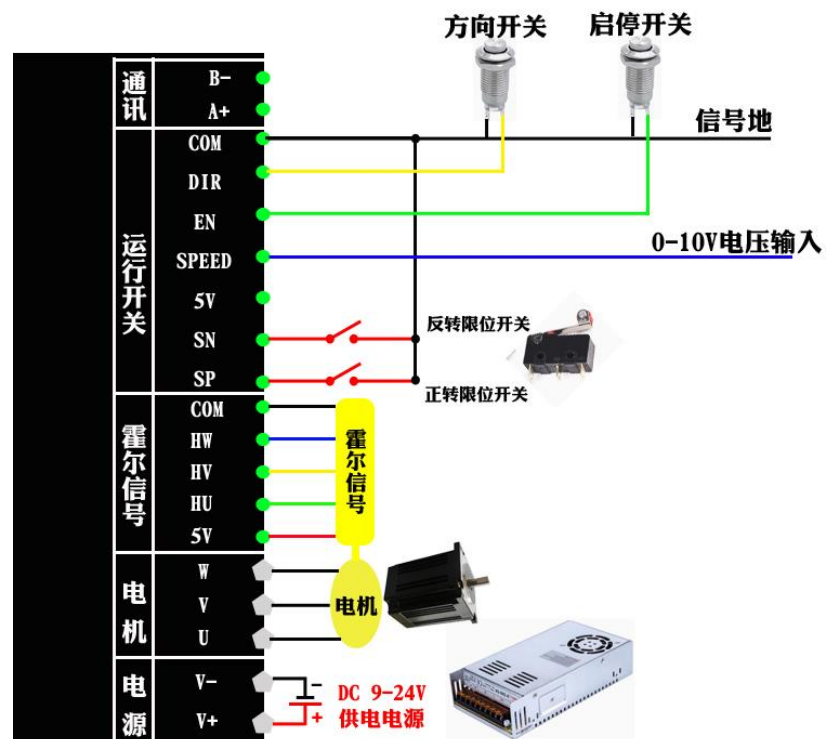 方向开关
启停开关
通讯
B-
A+
信号地
运行开关
COM
DIR
EN
SPEED
0-10V电压输入
5V
SN
反转限位开关
SP
正转限位开关
霍尔信号
COM
HW
HV
HU
5V
霍尔信号
电机
W
V
U
电机
电源
V-
V+
-
+
DC 9-24V
供电电源